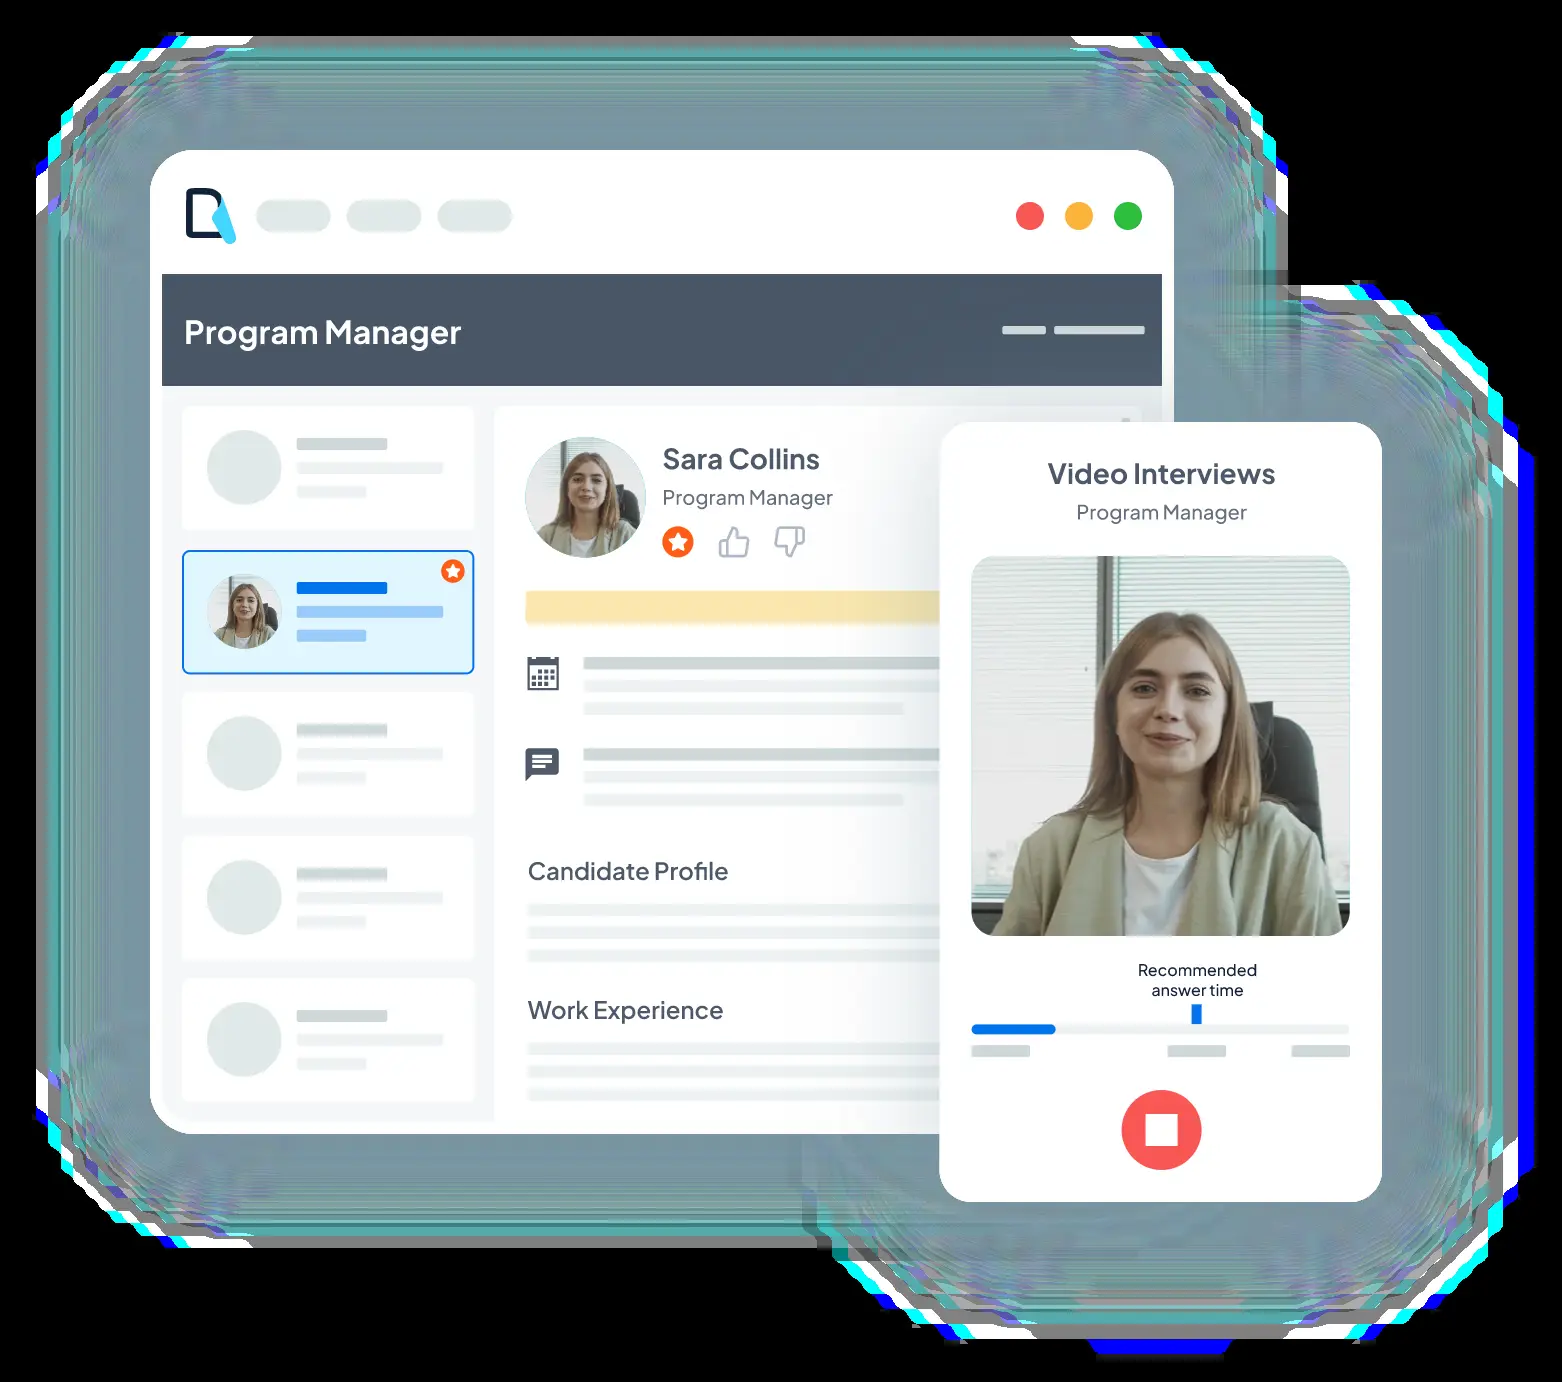 Program Manager
Sara Collins
Program Manager
Candidate Profile
Work Experience
Video Interviews
Program Manager
Recommended
answer time